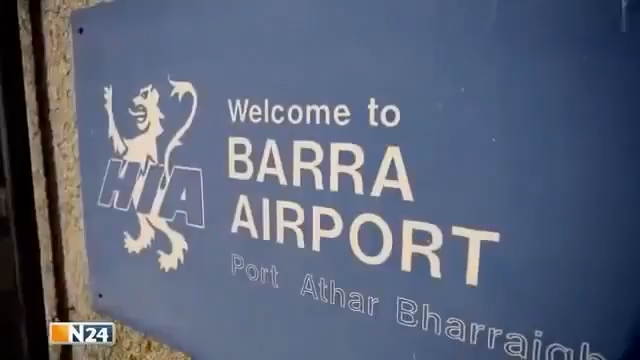 Welcome to
BARRA
AIRPORT
Port Athar Bharraigh
HIA
N24